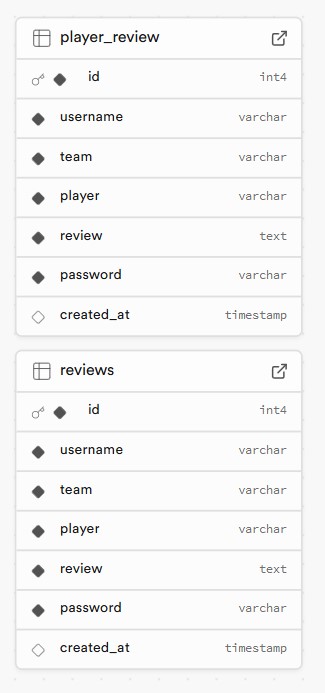 player_review
id int4
username varchar
team varchar
player varchar
review text
password varchar
created_at timestamp
reviews
id int4
username varchar
team varchar
player varchar
review text
password varchar
created_at timestamp